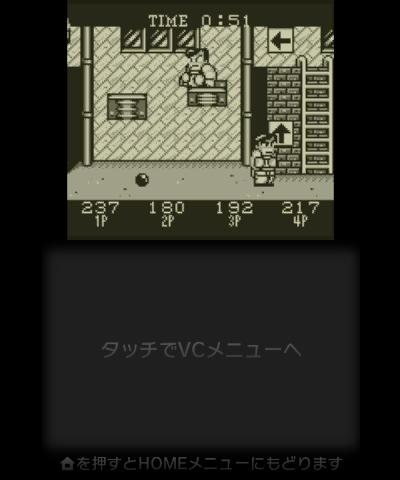 TIME 0:51
237 180 192 217
1P 2P 3P 4P
タッチでVCメニューへ
を押すとHOMEメニューにもどります